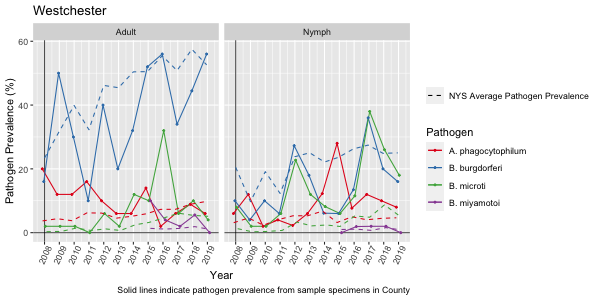 Westchester
Adult
Nymph
Pathogen Prevalence (%)
60
40
20
0
2008
2009
2010
2011
2012
2013
2014
2015
2016
2017
2018
2019
2008
2009
2010
2011
2012
2013
2014
2015
2016
2017
2018
2019
Year
NYS Average Pathogen Prevalence
Pathogen
A. phagocytophilum
B. burgdorferi
B. microti
B. miyamotoi
Solid lines indicate pathogen prevalence from sample specimens in County